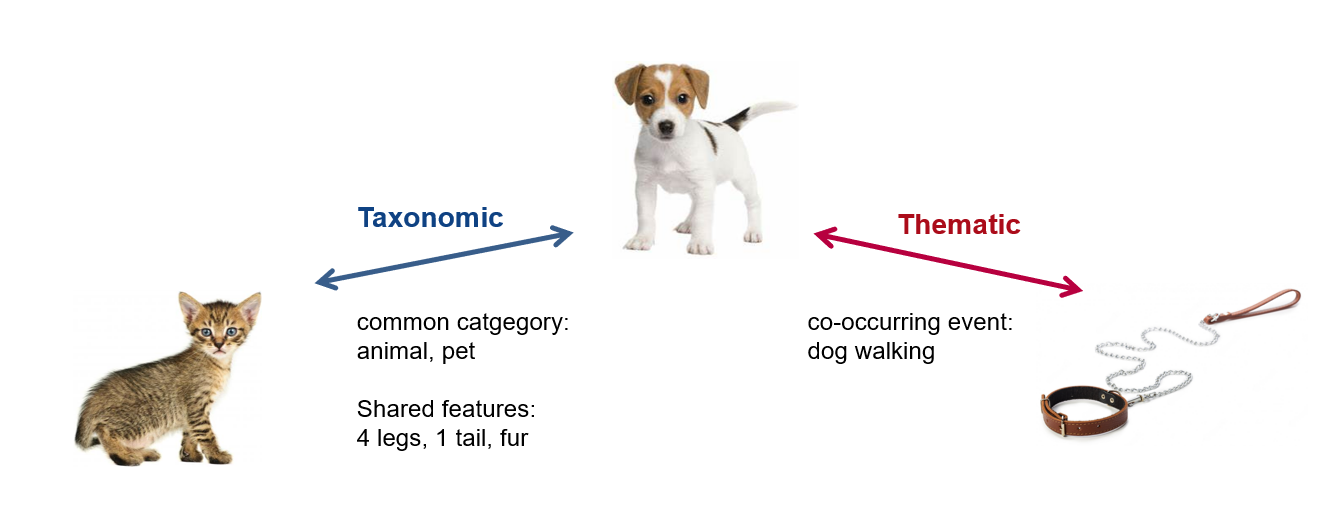 Taxonomic
common catgegory:
animal, pet
Shared features:
4 legs, 1 tail, fur
Thematic
co-occurring event:
dog walking